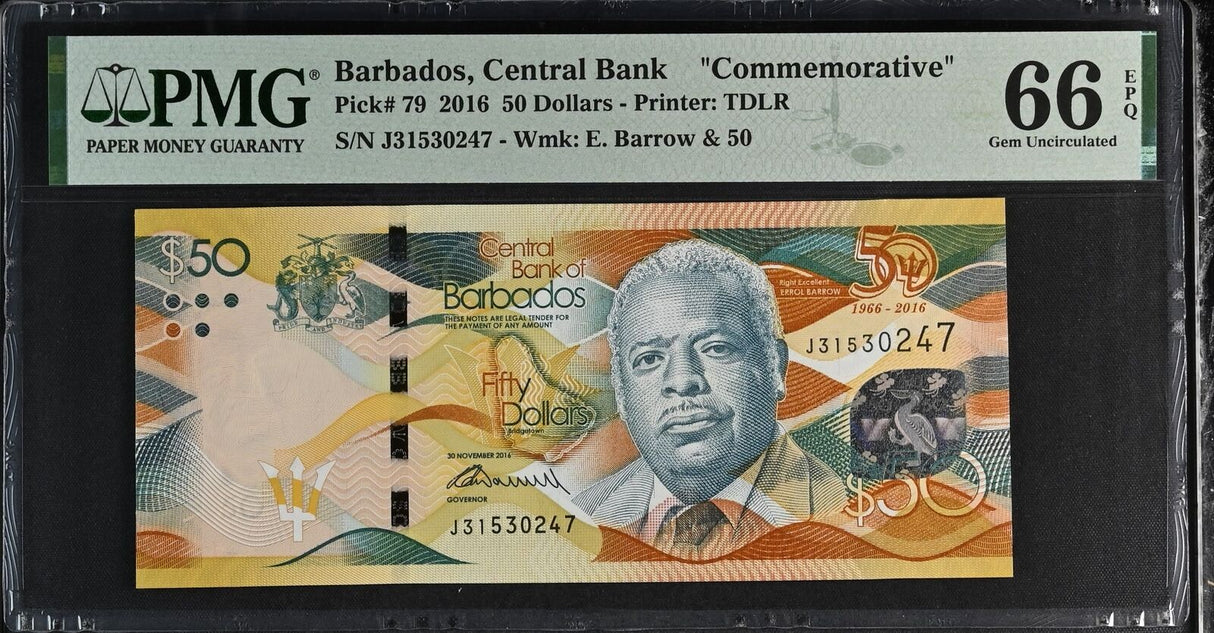 PMG®
PAPER MONEY GUARANTY
Barbados, Central Bank "Commemorative"
Pick# 79 2016 50 Dollars - Printer: TDLR
S/N J31530247 - Wmk: E. Barrow & 50
66
EPQ
Gem Uncirculated
$50
Central
Bank of
Barbados
THESE NOTES ARE LEGAL TENDER FOR
THE PAYMENT OF ANY AMOUNT
Fifty
Dollars
Bridgetown
30 NOVEMBER 2016
GOVERNOR
J31530247
Right Excellent
ERROL BARROW
50
1966 - 2016
J31530247
$50